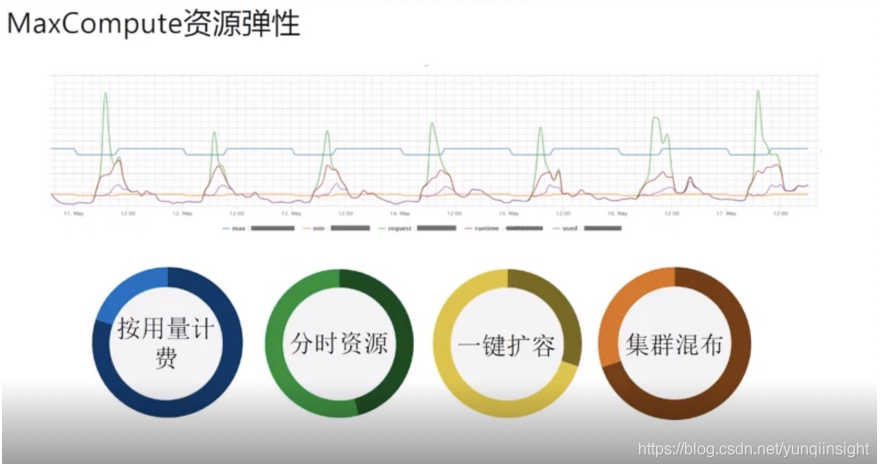 MaxCompute资源弹性
11. May 12:00 12. May 12:00 13. May 12:00 14. May 12:00 15. May 12:00 16. May 12:00 17. May 12:00
max min request runtime used
按用量计
费
分时资源
一键扩容
集群混布
https://blog.csdn.net/yunqiinsight